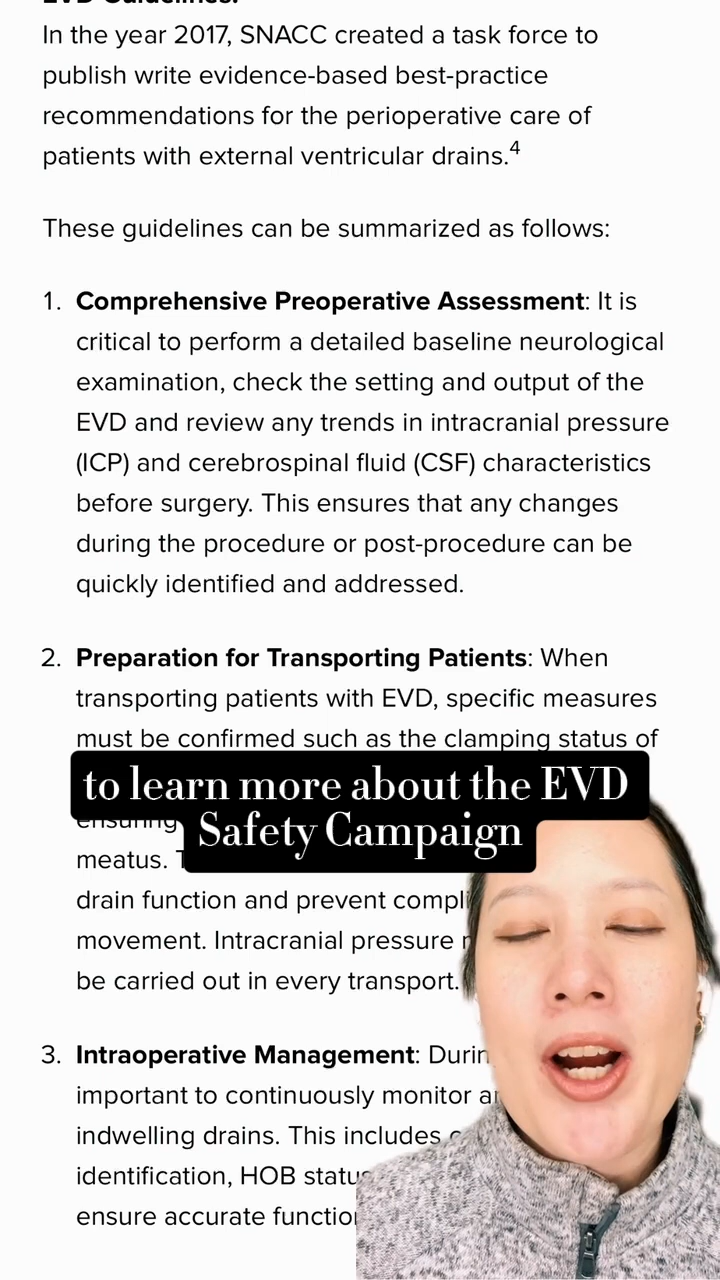 EVD Guidelines:
In the year 2017, SNACC created a task force to
publish write evidence-based best-practice
recommendations for the perioperative care of
patients with external ventricular drains.4
These guidelines can be summarized as follows:
1. Comprehensive Preoperative Assessment: It is
critical to perform a detailed baseline neurological
examination, check the setting and output of the
EVD and review any trends in intracranial pressure
(ICP) and cerebrospinal fluid (CSF) characteristics
before surgery. This ensures that any changes
during the procedure or post-procedure can be
quickly identified and addressed.
2. Preparation for Transporting Patients: When
transporting patients with EVD, specific measures
must be confirmed such as the clamping status of
to learn more about the EVD
Safety Campaign
ensuring
meatus.
drain function and prevent
movement. Intracranial pressure
be carried out in every transport.
3. Intraoperative Management:
important to continuously monitor
indwelling drains. This includes
identification, HOB
ensure accurate